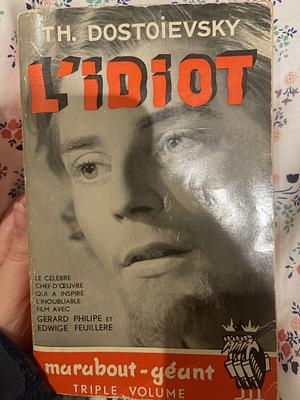 TH. DOSTOÏEVSKY
L'IDIOT
LE CÉLÈBRE
CHEF-D'ŒUVRE
QUI A INSPIRÉ
L'INOUBLIABLE
FILM AVEC
GERARD PHILIPE ET
EDWIGE FEUILLERE
marabout-géant
TRIPLE VOLUME